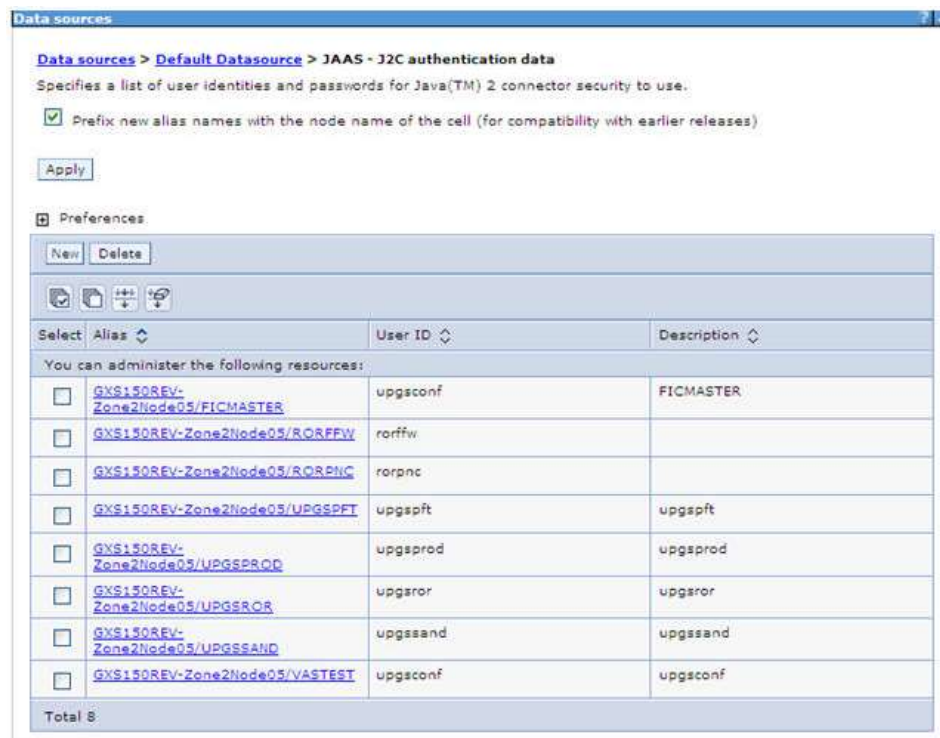 Data sources
?
Data sources > Default Datasource > JAAS - J2C authentication data
Specifies a list of user identities and passwords for Java(TM) 2 connector security to use.
Prefix new alias names with the node name of the cell (for compatibility with earlier releases)
Apply
Preferences
New Delete
Select Alias User ID Description
You can administer the following resources:
GXS150REV- upgsconf FICMASTER
Zone2Node05/FICMASTER
GXS150REV-Zone2Node05/RORFFW rorffw
GXS150REV-Zone2Node05/RORPNC rorpnc
GXS150REV-Zone2Node05/UPGSPFT upgspft upgspft
GXS150REV- upgsprod upgsprod
Zone2Node05/UPGSPROD
GXS150REV- upgsror upgsror
Zone2Node05/UPGSROR
GXS150REV- upgssand upgssand
Zone2Node05/UPGSSAND
GXS150REV-Zone2Node05/VASTEST upgsconf upgsconf
Total 8